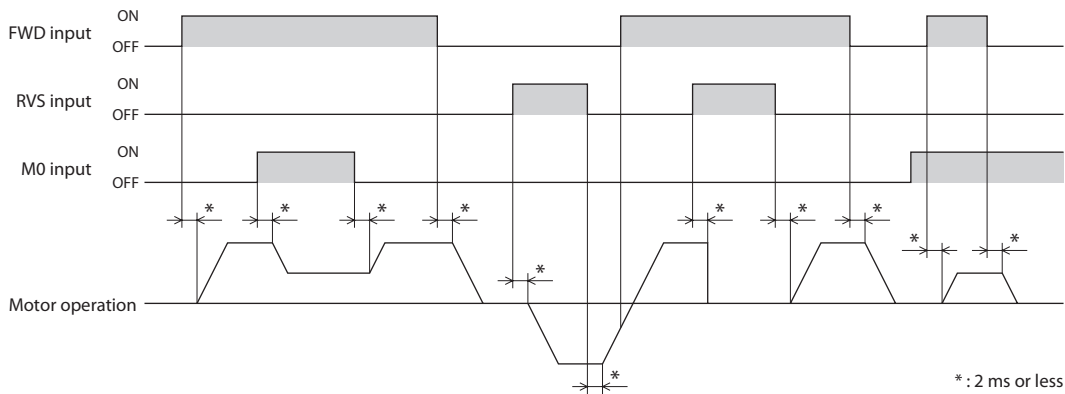 ON
FWD input
OFF
ON
RVS input
OFF
ON
M0 input
OFF
* * * * * * *
* *
*
Motor operation
*
* : 2 ms or less